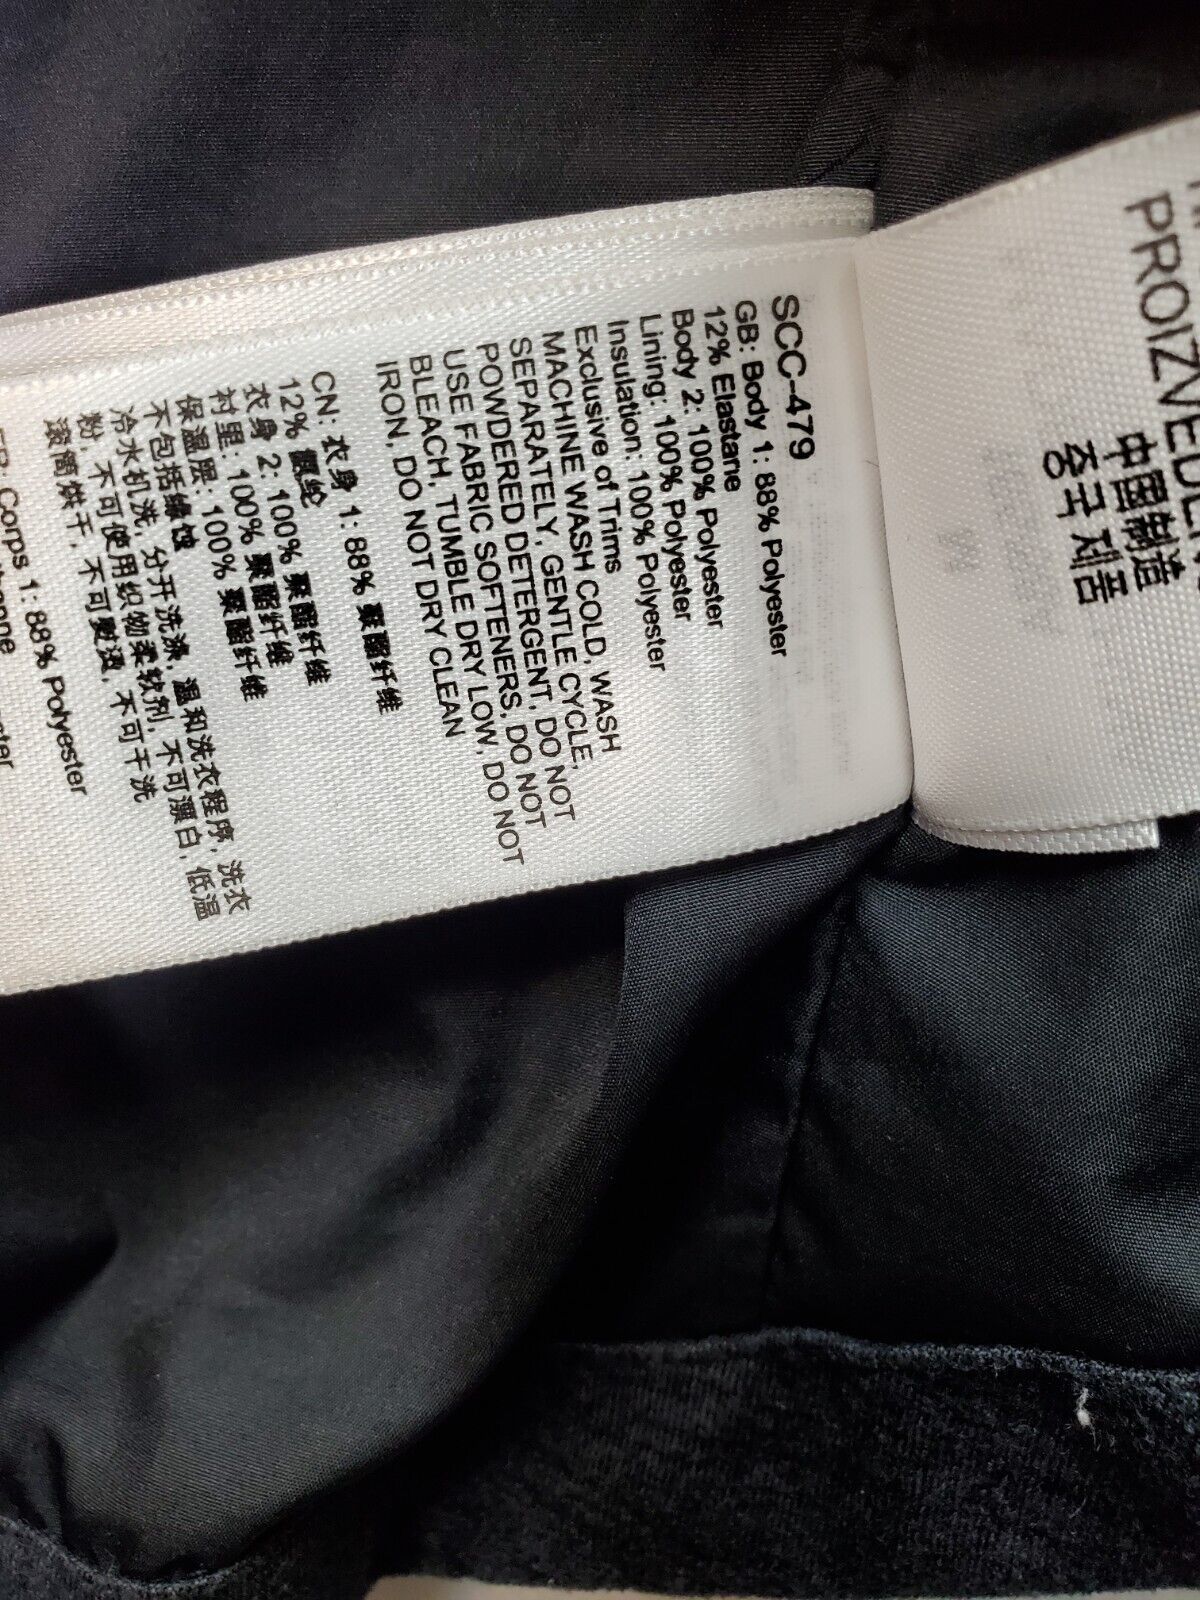 PROIZVEDE
中國製造
중국 제품
SCC-479
GB: Body 1: 88% Polyester
12% Elastane
Body 2: 100% Polyester
Lining: 100% Polyester
Insulation: 100% Polyester
Exclusive of Trims
MACHINE WASH COLD, WASH
SEPARATELY, GENTLE CYCLE,
POWDERED DETERGENT, DO NOT
USE FABRIC SOFTENERS, DO NOT
BLEACH, TUMBLE DRY LOW, DO NOT
IRON, DO NOT DRY CLEAN
CN: 衣身 1: 88% 聚酯纤维
12% 氨纶
衣身 2: 100% 聚酯纤维
衬里: 100% 聚酯纤维
保温层: 100% 聚酯纤维
不包括缘饰
冷水机洗, 分开洗涤, 温和洗衣程序, 洗衣
粉, 不可使用织物柔软剂, 不可漂白, 低温
滚筒烘干, 不可熨烫, 不可干洗
FR: Corps 1: 88% Polyester